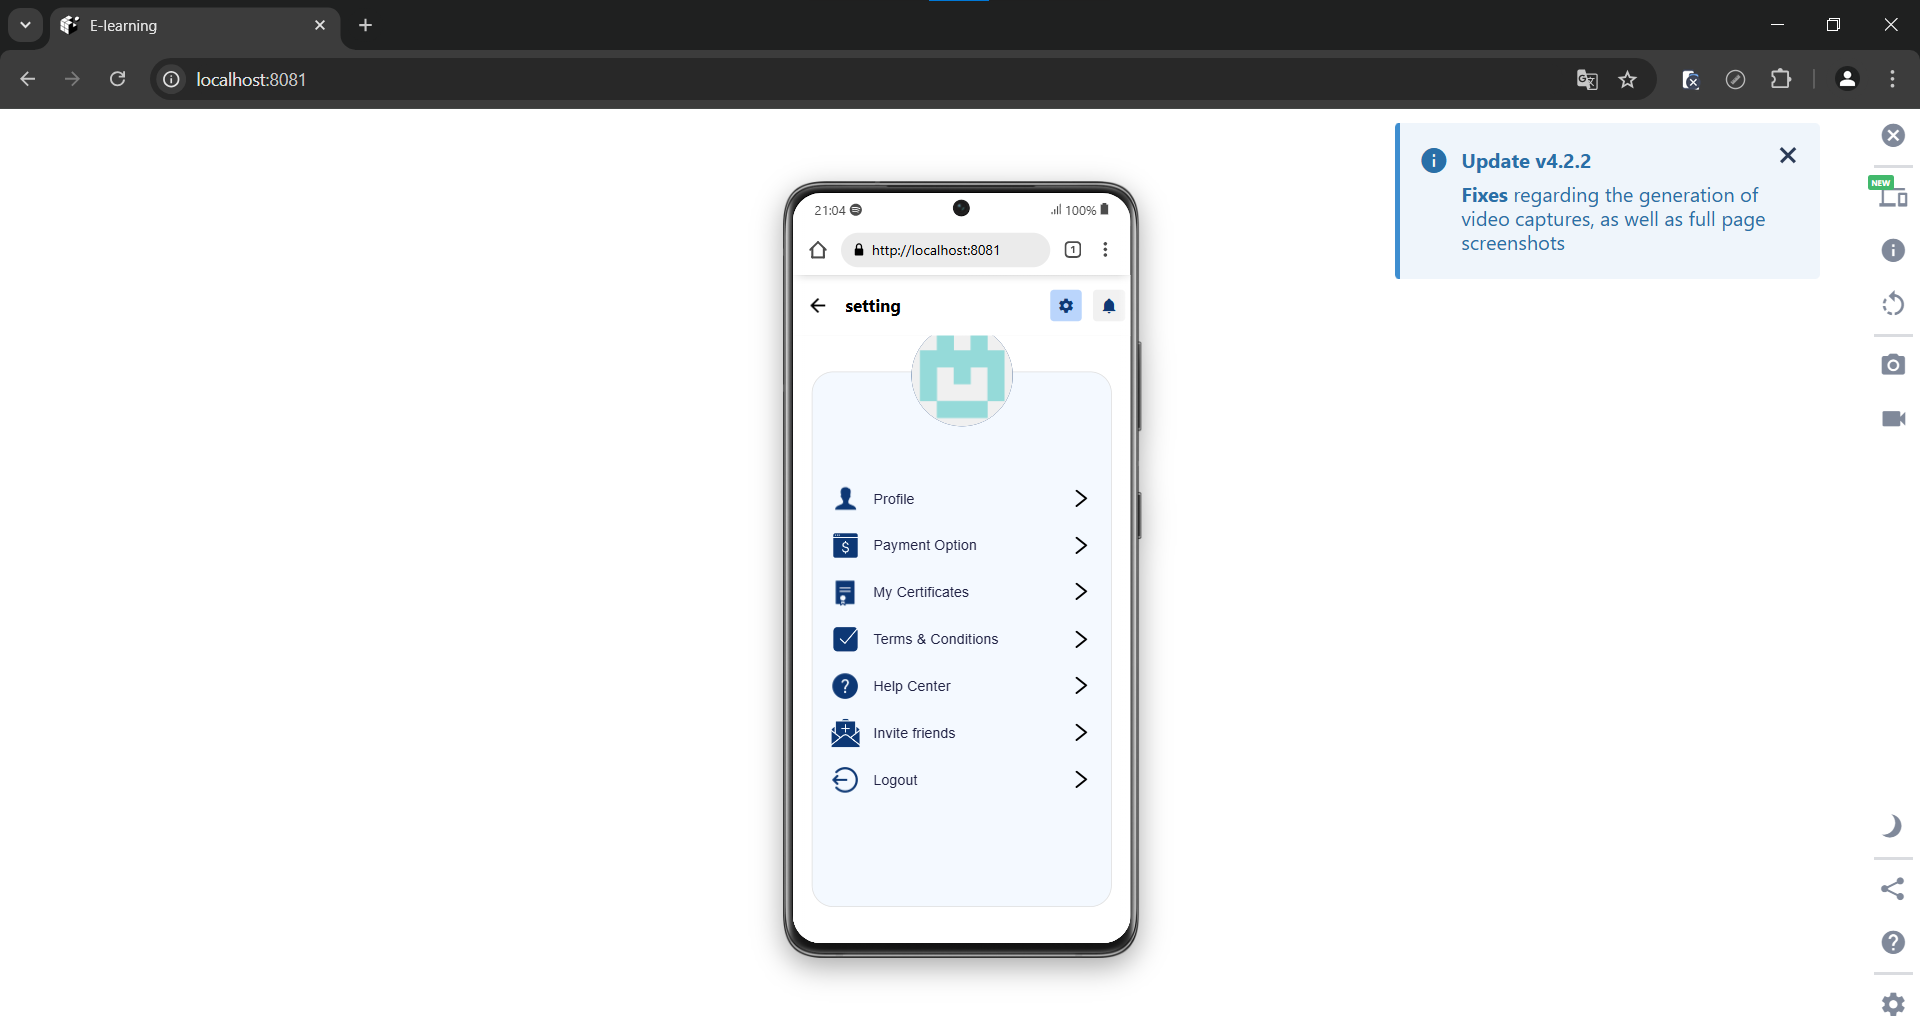 E-learning
localhost:8081
Update v4.2.2
Fixes regarding the generation of
video captures, as well as full page
screenshots
NEW
21:04
100%
http://localhost:8081
1
setting
Profile
$
Payment Option
My Certificates
Terms & Conditions
?
Help Center
Invite friends
Logout